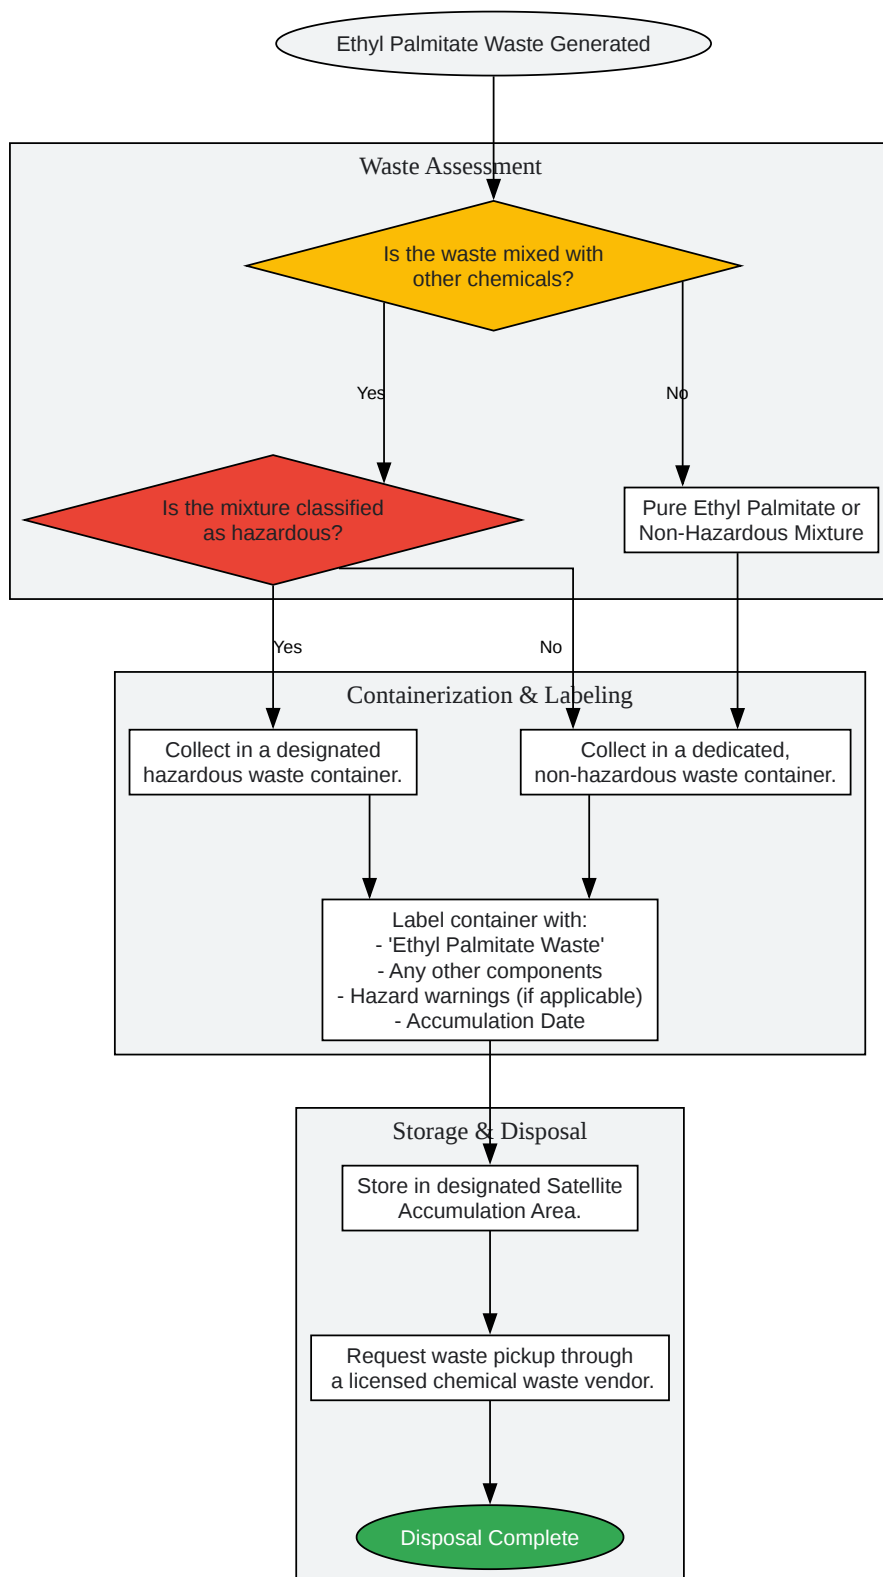 Ethyl Palmitate Waste Generated
Waste Assessment
Is the waste mixed with
other chemicals?
Yes
No
Is the mixture classified
as hazardous?
Pure Ethyl Palmitate or
Non-Hazardous Mixture
Yes
No
Containerization & Labeling
Collect in a designated
hazardous waste container.
Collect in a dedicated,
non-hazardous waste container.
Label container with:
- 'Ethyl Palmitate Waste'
- Any other components
- Hazard warnings (if applicable)
- Accumulation Date
Storage & Disposal
Store in designated Satellite
Accumulation Area.
Request waste pickup through
a licensed chemical waste vendor.
Disposal Complete